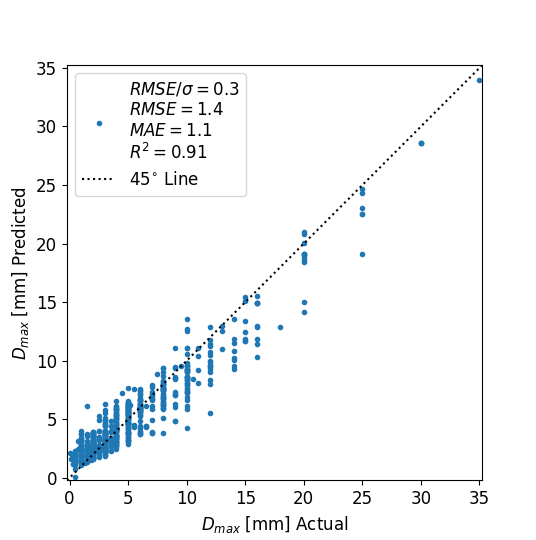 RMSE/σ = 0.3
RMSE = 1.4
MAE = 1.1
R² = 0.91
45° Line
35
30
25
20
15
10
5
0
D_max [mm] Predicted
0 5 10 15 20 25 30 35
D_max [mm] Actual